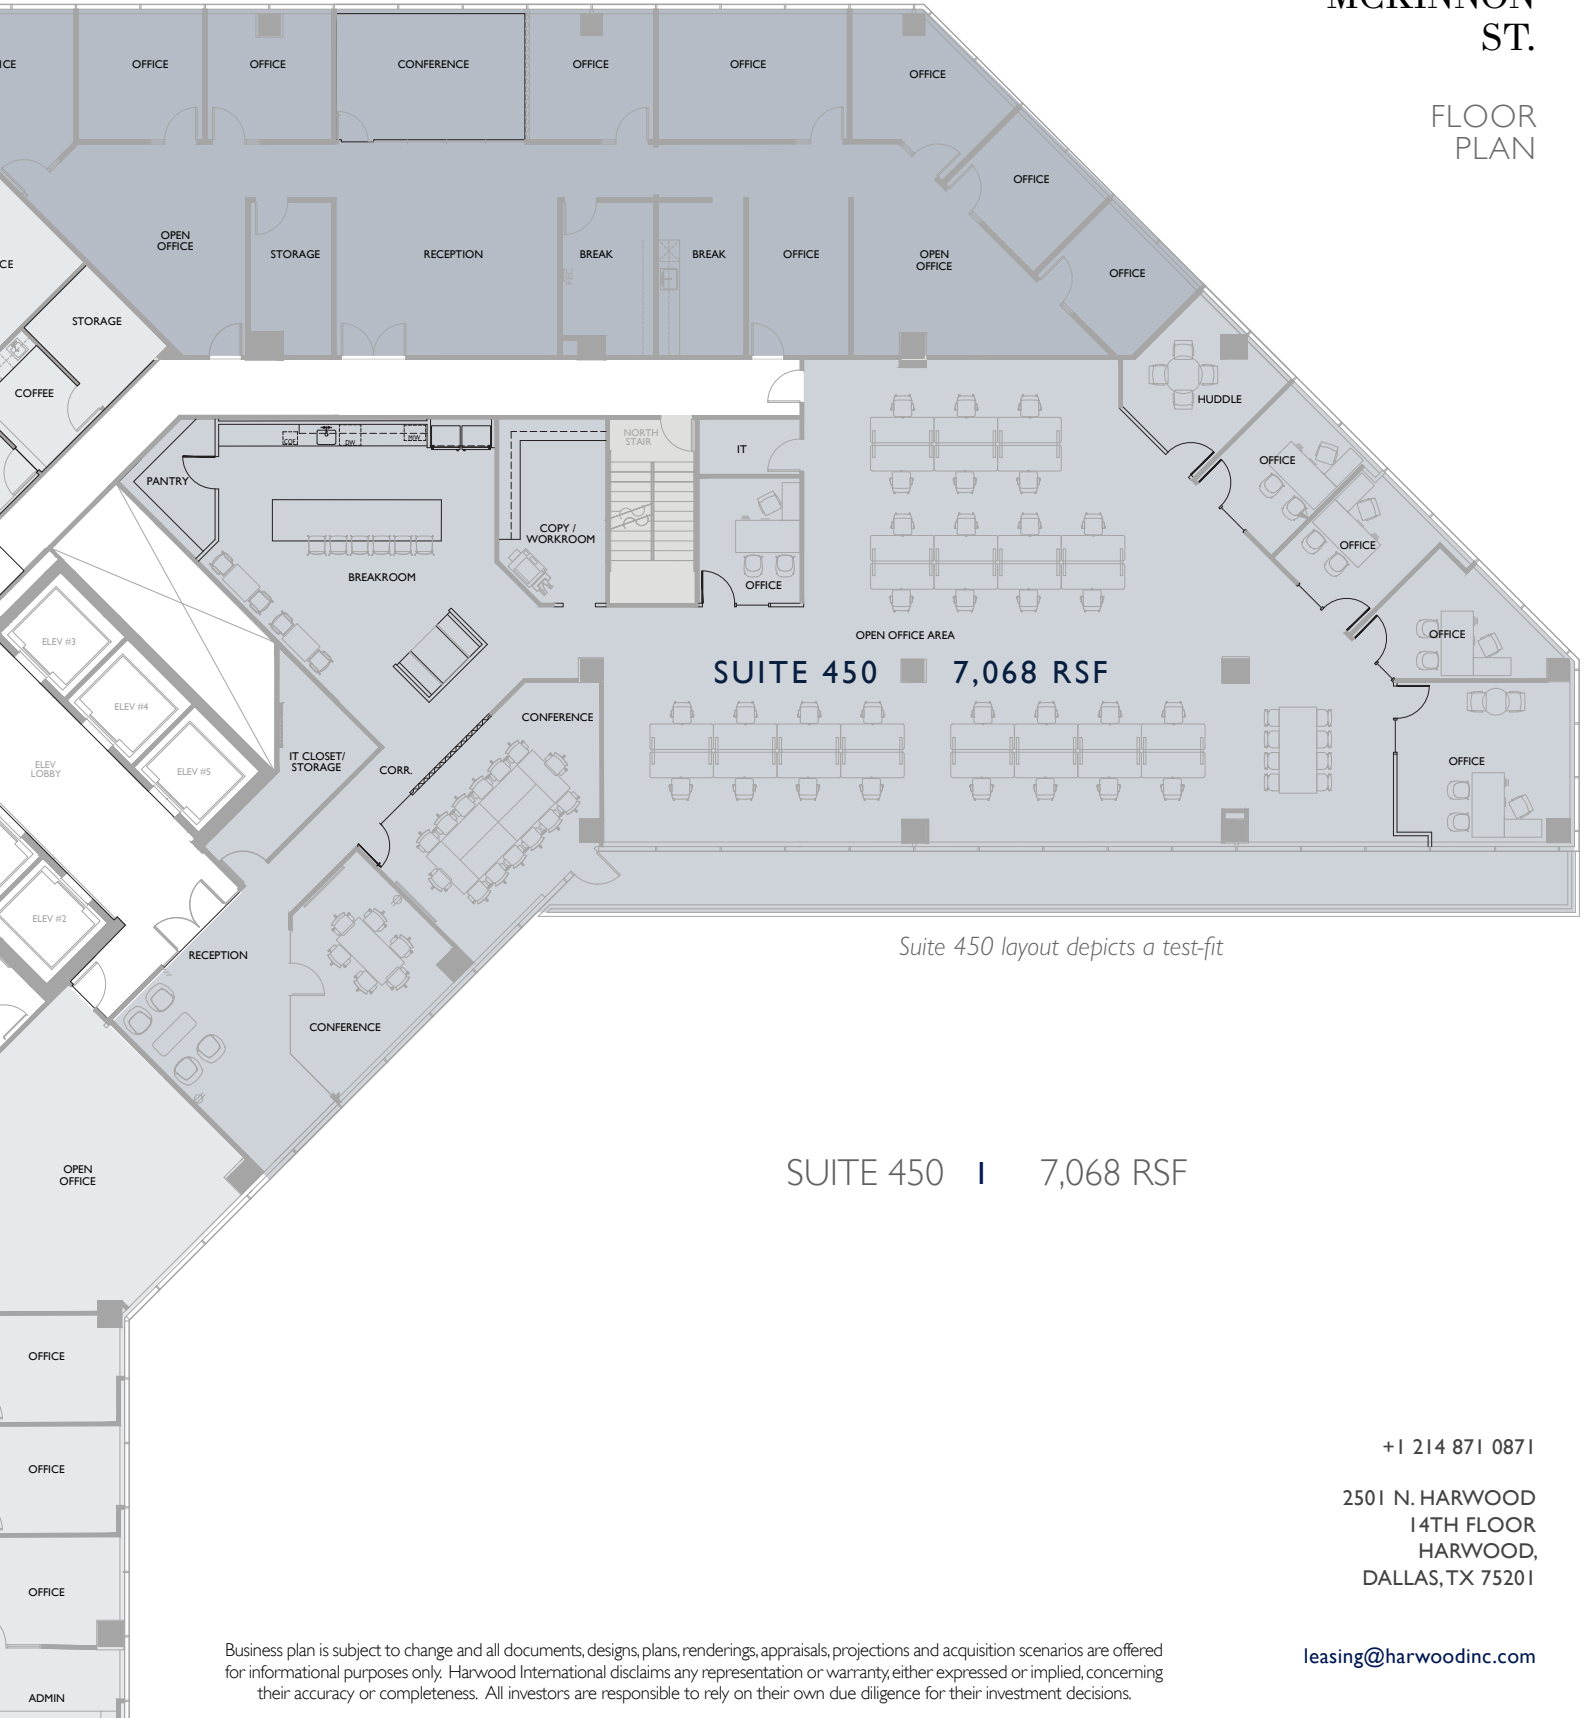 MCKINNON
ST.
FLOOR
PLAN
OFFICE
OFFICE
CONFERENCE
OFFICE
OFFICE
OFFICE
OFFICE
OFFICE
OPEN
OFFICE
STORAGE
RECEPTION
BREAK
BREAK
OFFICE
OPEN
OFFICE
STORAGE
COFFEE
HUDDLE
NORTH
STAIR
IT
PANTRY
COF
DW
M/W
COPY /
WORKROOM
BREAKROOM
OFFICE
OFFICE
OFFICE
OFFICE
OPEN OFFICE AREA
SUITE 450 7,068 RSF
ELEV #3
ELEV #4
ELEV #5
ELEV
LOBBY
ELEV #2
IT CLOSET/
STORAGE
CORR.
CONFERENCE
OFFICE
RECEPTION
CONFERENCE
Suite 450 layout depicts a test-fit
SUITE 450 | 7,068 RSF
OPEN
OFFICE
OFFICE
OFFICE
OFFICE
ADMIN
+1 214 871 0871
2501 N. HARWOOD
14TH FLOOR
HARWOOD,
DALLAS, TX 75201
leasing@harwoodinc.com
Business plan is subject to change and all documents, designs, plans, renderings, appraisals, projections and acquisition scenarios are offered
for informational purposes only. Harwood International disclaims any representation or warranty, either expressed or implied, concerning
their accuracy or completeness. All investors are responsible to rely on their own due diligence for their investment decisions.